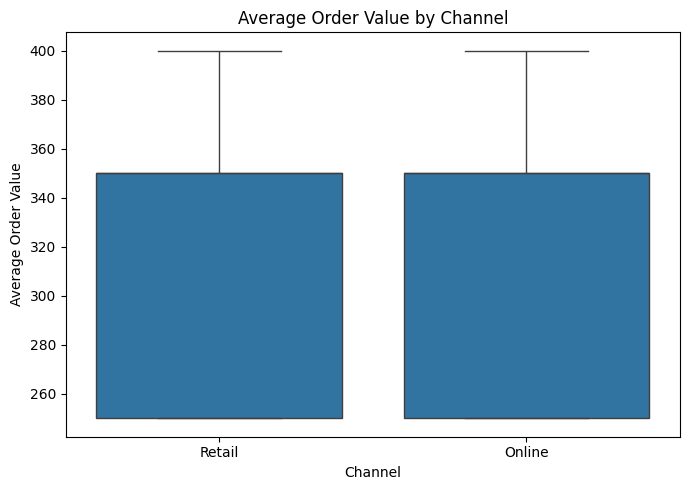 Average Order Value by Channel
400
380
360
340
320
300
280
260
Average Order Value
Retail
Online
Channel